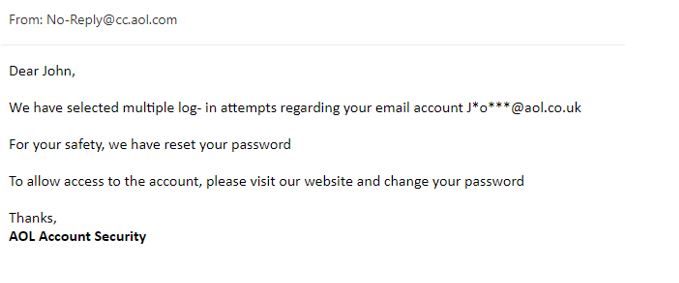 From: No-Reply@cc.aol.com
Dear John,
We have selected multiple log- in attempts regarding your email account J*o***@aol.co.uk
For your safety, we have reset your password
To allow access to the account, please visit our website and change your password
Thanks,
AOL Account Security